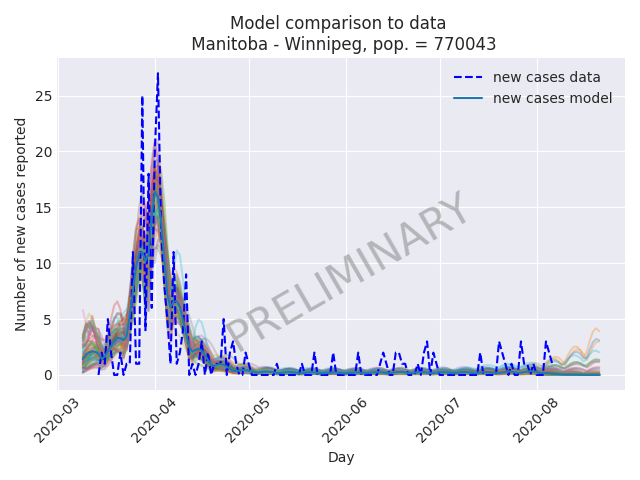 Model comparison to data
Manitoba - Winnipeg, pop. = 770043
new cases data
new cases model
Number of new cases reported
25
20
15
10
5
0
PRELIMINARY
2020-03
2020-04
2020-05
2020-06
2020-07
2020-08
Day